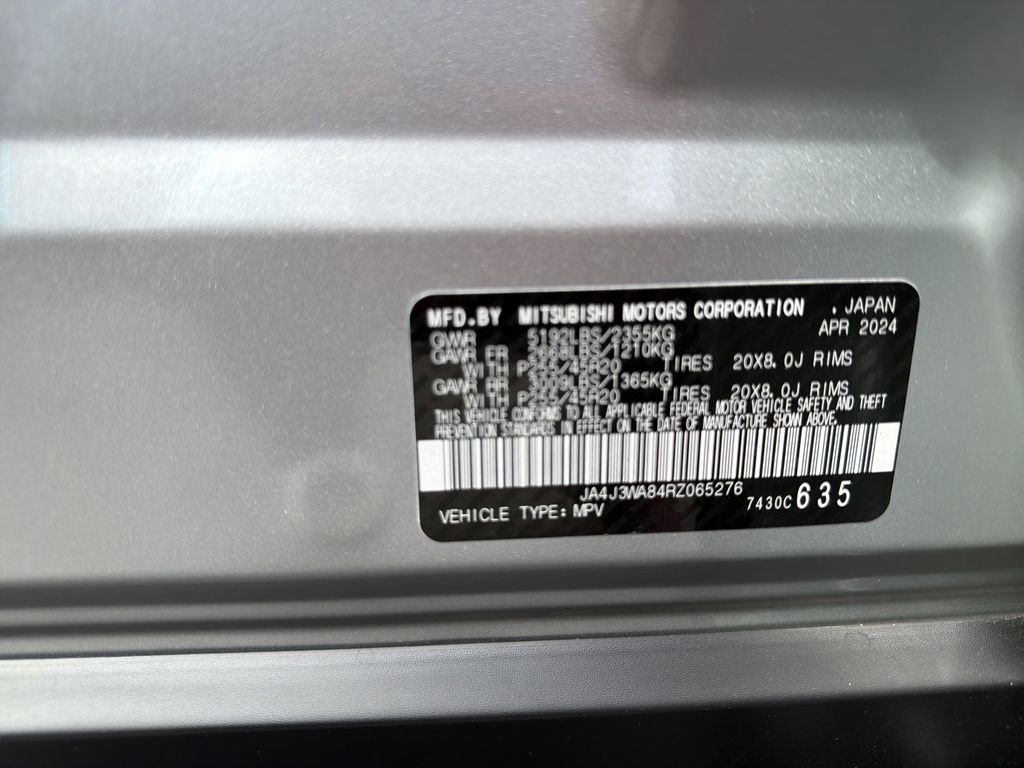 MFD.BY MITSUBISHI MOTORS CORPORATION , JAPAN
APR 2024
GVWR 5192LBS/2355KG
GAWR FR 2668LBS/1210KG
WITH P255/45R20 TIRES 20X8.0J RIMS
GAWR RR 3009LBS/1365KG
WITH P255/45R20 TIRES 20X8.0J RIMS
THIS VEHICLE CONFORMS TO ALL APPLICABLE FEDERAL MOTOR VEHICLE SAFETY AND THEFT
PREVENTION STANDARDS IN EFFECT ON THE DATE OF MANUFACTURE SHOWN ABOVE.
JA4J3WA84RZ065276
VEHICLE TYPE: MPV 7430C 635